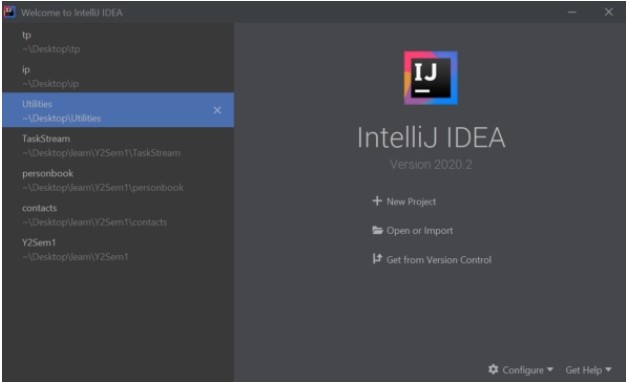 Welcome to IntelliJ IDEA
tp
~\Desktop\tp
ip
~\Desktop\ip
Utilities
~\Desktop\Utilities
TaskStream
~\Desktop\learn\Y2Sem1\TaskStream
personbook
~\Desktop\learn\Y2Sem1\personbook
contacts
~\Desktop\learn\Y2Sem1\contacts
Y2Sem1
~\Desktop\learn\Y2Sem1
IJ
IntelliJ IDEA
Version 2020.2
New Project
Open or Import
Get from Version Control
Configure
Get Help